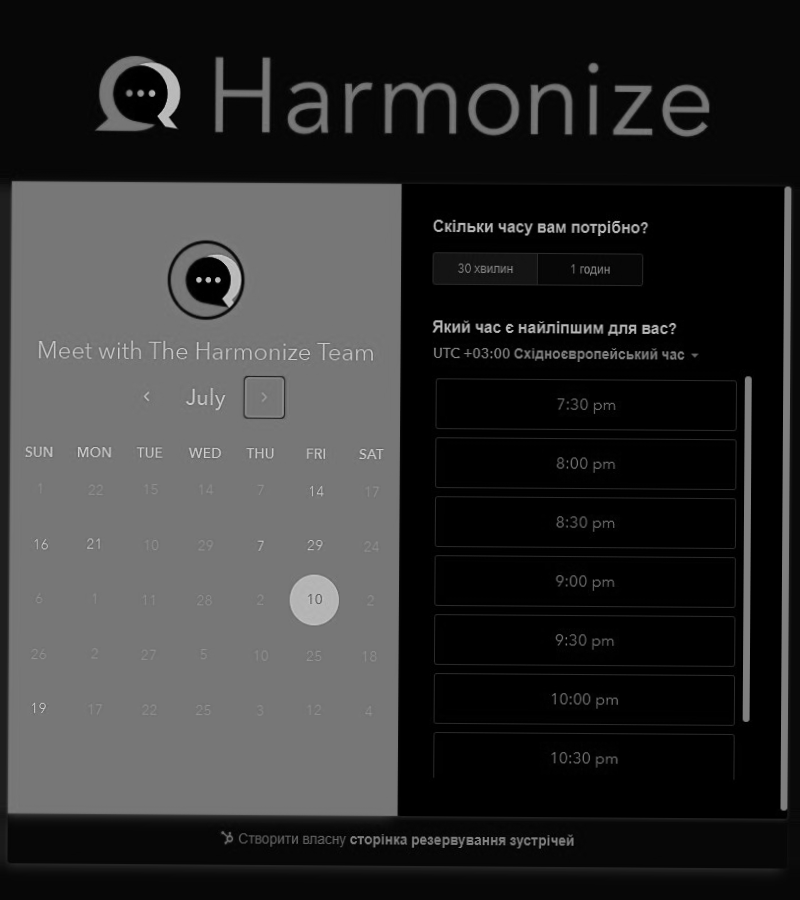 Harmonize
Meet with The Harmonize Team
July
SUN MON TUE WED THU FRI SAT
1 22 15 14 7 14 17
16 21 10 29 7 29 24
6 1 11 28 2 10 2
26 2 27 5 10 25 18
19 17 22 25 3 12 4
Скільки часу вам потрібно?
30 хвилин 1 годин
Який час є найліпшим для вас?
UTC +03:00 Східноєвропейський час
7:30 pm
8:00 pm
8:30 pm
9:00 pm
9:30 pm
10:00 pm
10:30 pm
Створити власну сторінка резервування зустрічей